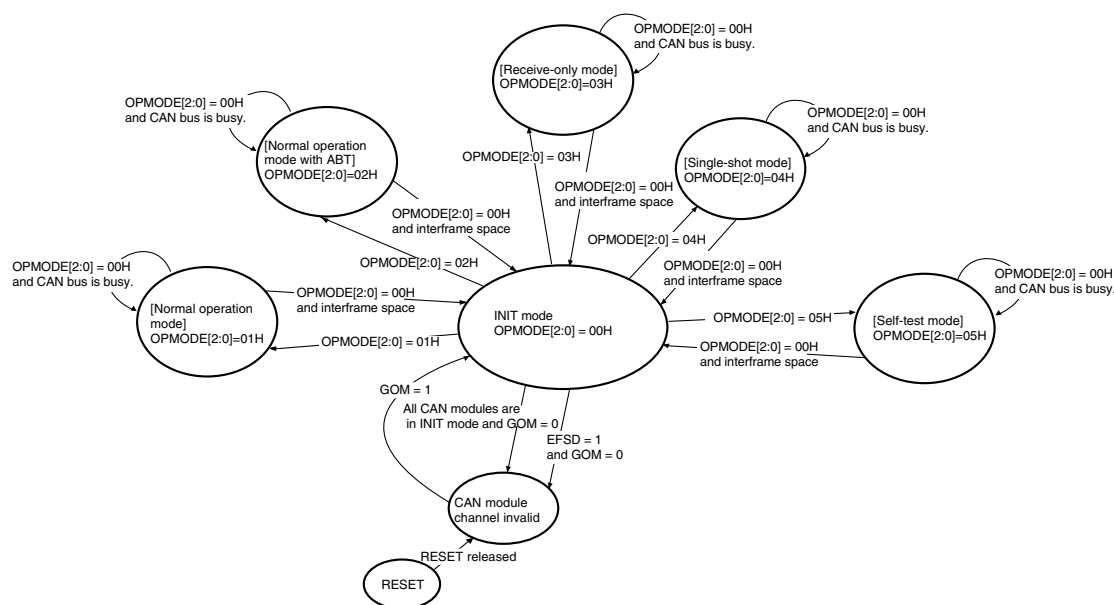 OPMODE[2:0] = 00H
and CAN bus is busy.
[Receive-only mode]
OPMODE[2:0]=03H
OPMODE[2:0] = 00H
and CAN bus is busy.
[Normal operation
mode with ABT]
OPMODE[2:0]=02H
OPMODE[2:0] = 00H
and CAN bus is busy.
[Single-shot mode]
OPMODE[2:0]=04H
OPMODE[2:0] = 03H
OPMODE[2:0] = 00H
and interframe space
OPMODE[2:0] = 00H
and interframe space
OPMODE[2:0] = 04H
OPMODE[2:0] = 02H
OPMODE[2:0] = 00H
and interframe space
OPMODE[2:0] = 00H
and CAN bus is busy.
[Normal operation
mode]
OPMODE[2:0]=01H
OPMODE[2:0] = 00H
and interframe space
OPMODE[2:0] = 01H
INIT mode
OPMODE[2:0] = 00H
OPMODE[2:0] = 05H
OPMODE[2:0] = 00H
and interframe space
[Self-test mode]
OPMODE[2:0]=05H
OPMODE[2:0] = 00H
and CAN bus is busy.
GOM = 1
All CAN modules are
in INIT mode and GOM = 0
EFSD = 1
and GOM = 0
CAN module
channel invalid
RESET released
RESET